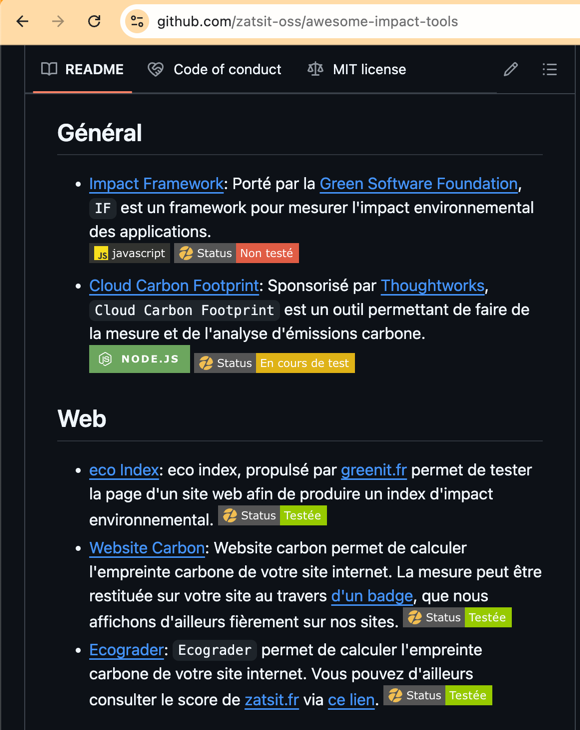 github.com/zatsit-oss/awesome-impact-tools
README Code of conduct MIT license
Général
• Impact Framework: Porté par la Green Software Foundation,
IF est un framework pour mesurer l'impact environnemental
des applications.
JS javascript Status Non testé
• Cloud Carbon Footprint: Sponsorisé par Thoughtworks,
Cloud Carbon Footprint est un outil permettant de faire de
la mesure et de l'analyse d'émissions carbone.
NODE.JS Status En cours de test
Web
• eco Index: eco index, propulsé par greenit.fr permet de tester
la page d'un site web afin de produire un index d'impact
environnemental. Status Testée
• Website Carbon: Website carbon permet de calculer
l'empreinte carbone de votre site internet. La mesure peut être
restituée sur votre site au travers d'un badge, que nous
affichons d'ailleurs fièrement sur nos sites. Status Testée
• Ecograder: Ecograder permet de calculer l'empreinte
carbone de votre site internet. Vous pouvez d'ailleurs
consulter le score de zatsit.fr via ce lien. Status Testée